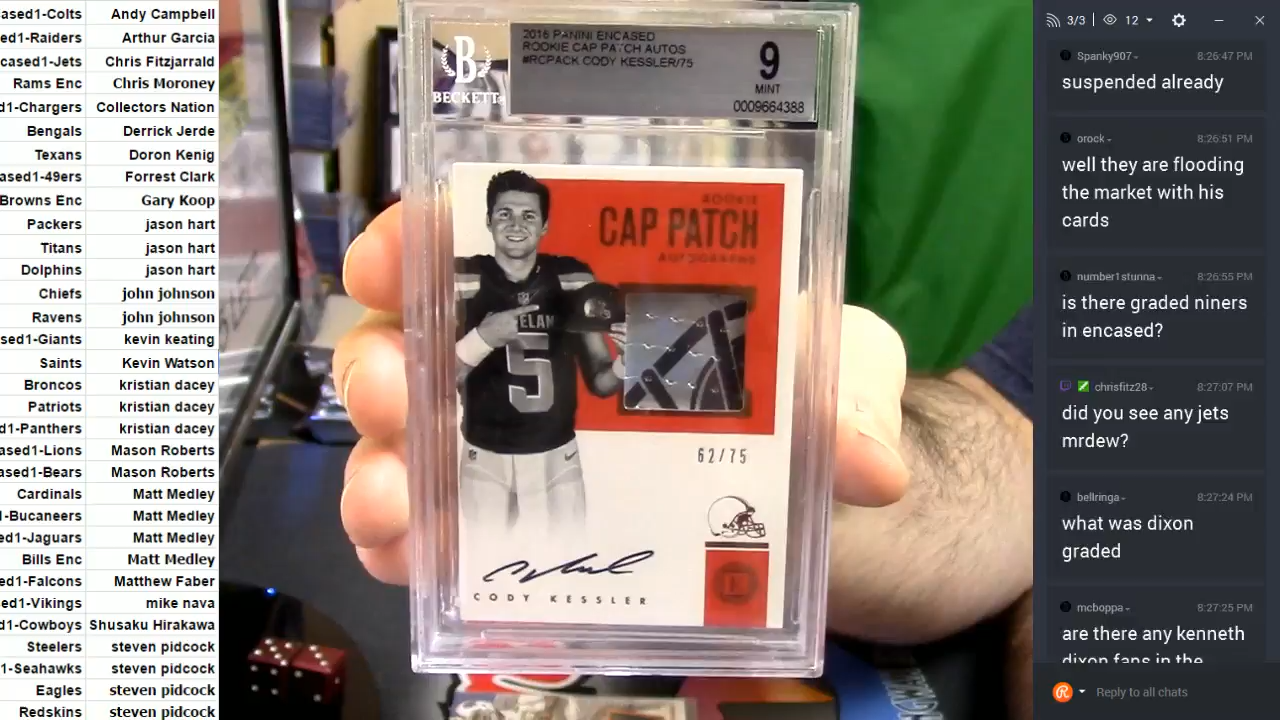 ased1-Colts Andy Campbell
ed1-Raiders Arthur Garcia
cased1-Jets Chris Fitzjarrald
Rams Enc Chris Moroney
d1-Chargers Collectors Nation
Bengals Derrick Jerde
Texans Doron Kenig
ased1-49ers Forrest Clark
Browns Enc Gary Koop
Packers jason hart
Titans jason hart
Dolphins jason hart
Chiefs john johnson
Ravens john johnson
sed1-Giants kevin keating
Saints Kevin Watson
Broncos kristian dacey
Patriots kristian dacey
d1-Panthers kristian dacey
ased1-Lions Mason Roberts
ased1-Bears Mason Roberts
Cardinals Matt Medley
1-Bucaneers Matt Medley
ed1-Jaguars Matt Medley
Bills Enc Matt Medley
ed1-Falcons Matthew Faber
ed1-Vikings mike nava
d1-Cowboys Shusaku Hirakawa
Steelers steven pidcock
1-Seahawks steven pidcock
Eagles steven pidcock
Redskins steven pidcock
B
BECKETT
2016 PANINI ENCASED
ROOKIE CAP PATCH AUTOS
#RCPACK CODY KESSLER/75
9
MINT
0009664388
ROOKIE
CAP PATCH
AUTOGRAPHS
ELAN
5
62/75
CODY KESSLER
3/3 12
Spanky907 8:26:47 PM
suspended already
orock 8:26:51 PM
well they are flooding
the market with his
cards
number1stunna 8:26:55 PM
is there graded niners
in encased?
chrisfitz28 8:27:07 PM
did you see any jets
mrdew?
bellringa 8:27:24 PM
what was dixon
graded
mcboppa 8:27:25 PM
are there any kenneth
dixon fans in the
Reply to all chats